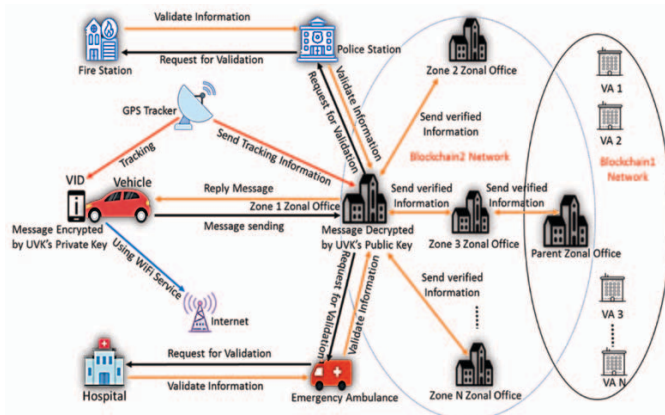 Validate Information
Police Station
Request for Validation
Fire Station
Zone 2 Zonal Office
VA 1
GPS Tracker
Validate Information
Request for Validation
VA 2
Send verified
Information
Tracking
Send Tracking Information
Blockchain2 Network
Blockchain1
Network
VID
Vehicle
Reply Message
Zone 1 Zonal Office
Send verified
Information
Send verified
Information
Message Encrypted
by UVK's Private Key
Message sending
Message Decrypted
by UVK's Public Key
Zone 3 Zonal Office
Parent Zonal Office
Using WiFi Service
Request for Validation
Validate Information
Send verified
Information
VA 3
Internet
Request for Validation
Validate Information
Hospital
Emergency Ambulance
Zone N Zonal Office
VA N